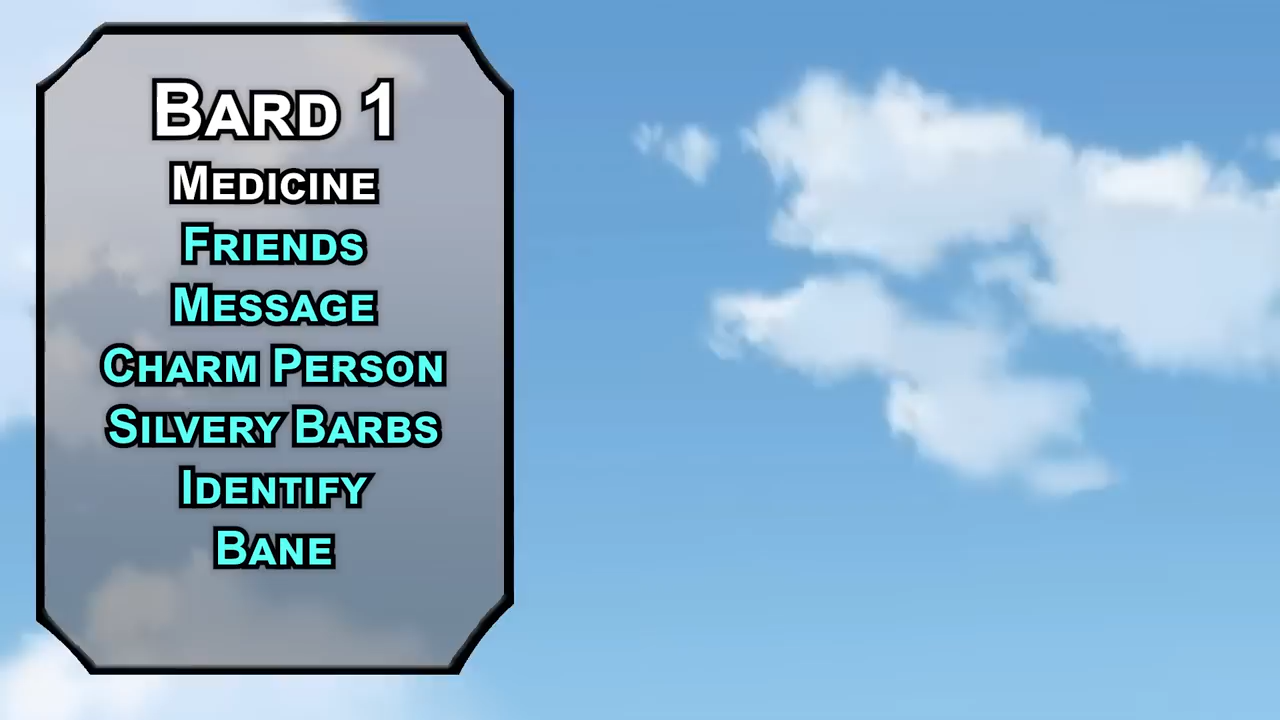 Bard 1
Medicine
Friends
Message
Charm Person
Silvery Barbs
Identify
Bane